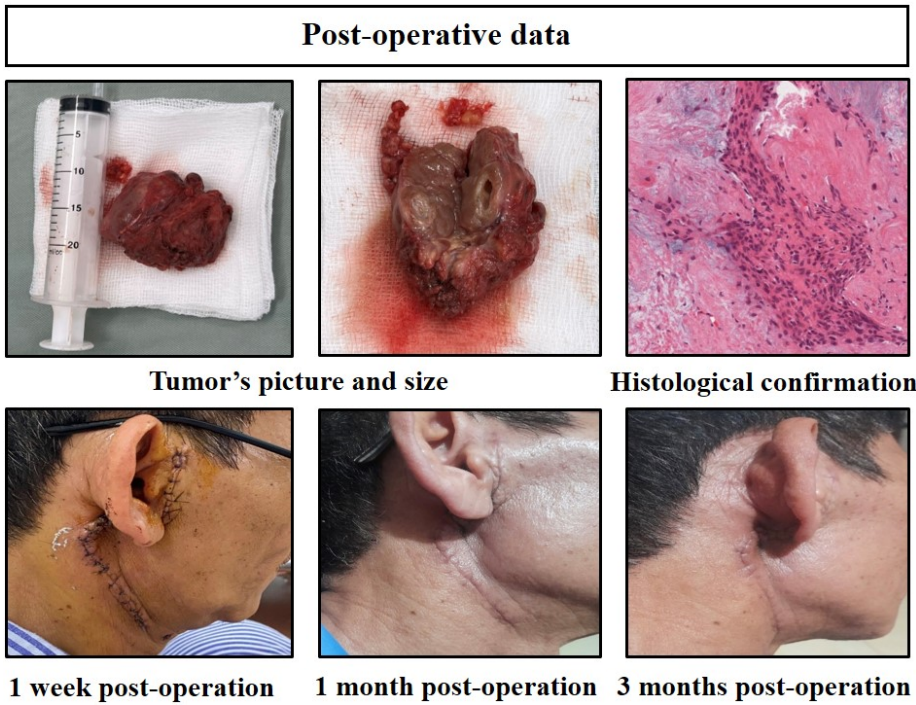 Post-operative data
5
10
15
20
Tumor's picture and size
Histological confirmation
1 week post-operation
1 month post-operation
3 months post-operation